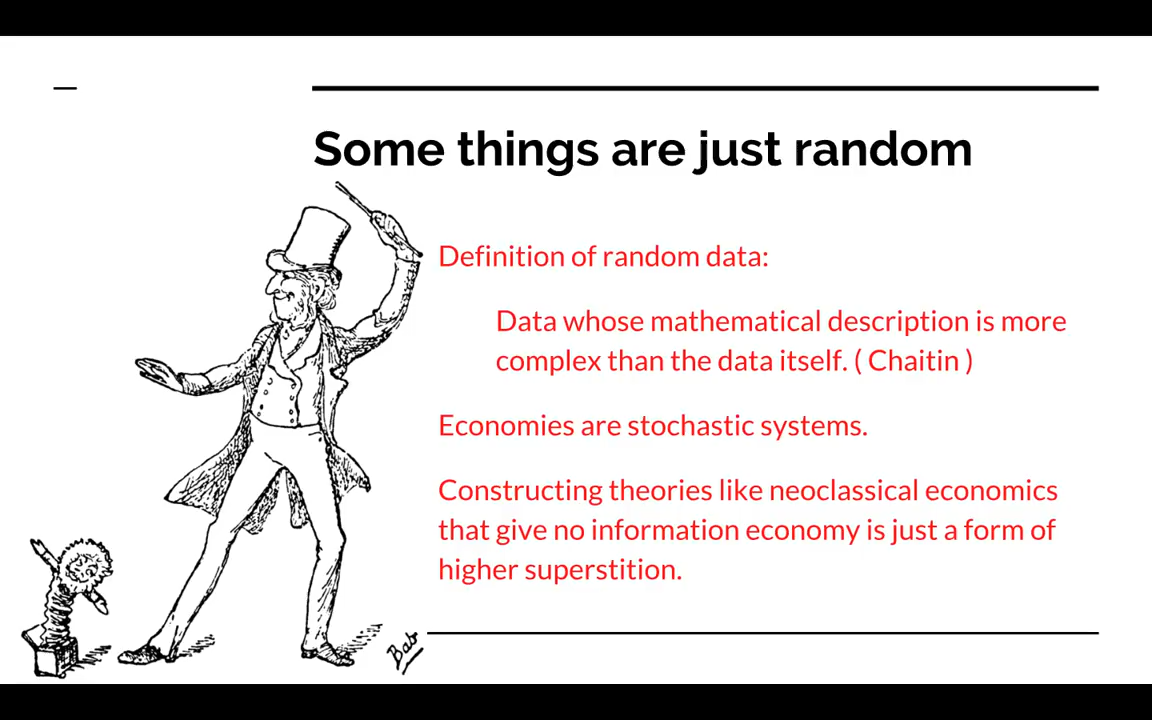 Some things are just random
Definition of random data:
Data whose mathematical description is more
complex than the data itself. ( Chaitin )
Economies are stochastic systems.
Constructing theories like neoclassical economics
that give no information economy is just a form of
higher superstition.
Bab